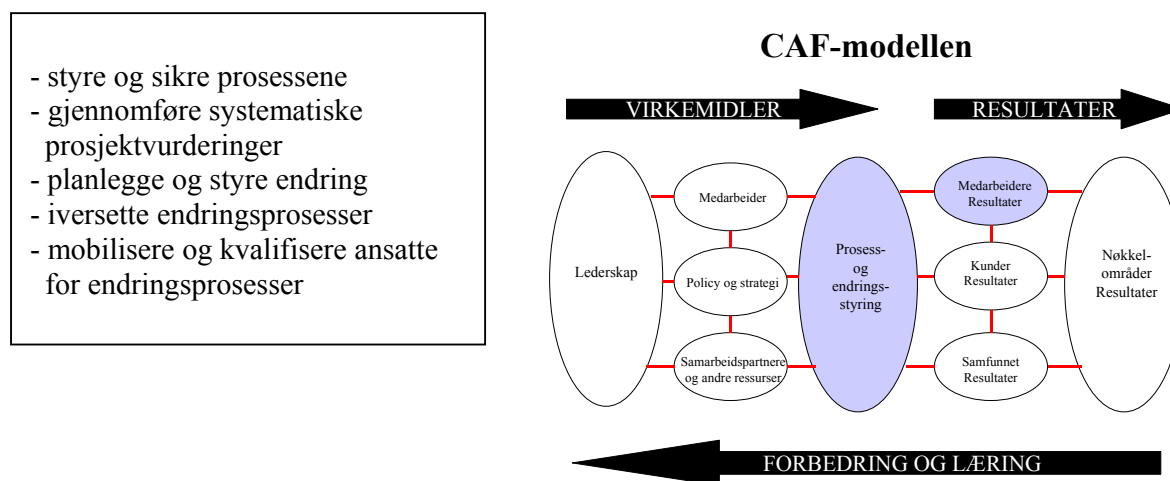 - styre og sikre prosessene
- gjennomføre systematiske
prosjektvurderinger
- planlegge og styre endring
- iversette endringsprosesser
- mobilisere og kvalifisere ansatte
for endringsprosesser
CAF-modellen
VIRKEMIDLER
RESULTATER
Lederskap
Medarbeider
Policy og strategi
Samarbeidspartnere
og andre ressurser
Prosess-
og
endrings-
styring
Medarbeidere
Resultater
Kunder
Resultater
Samfunnet
Resultater
Nøkkel-
områder
Resultater
FORBEDRING OG LÆRING